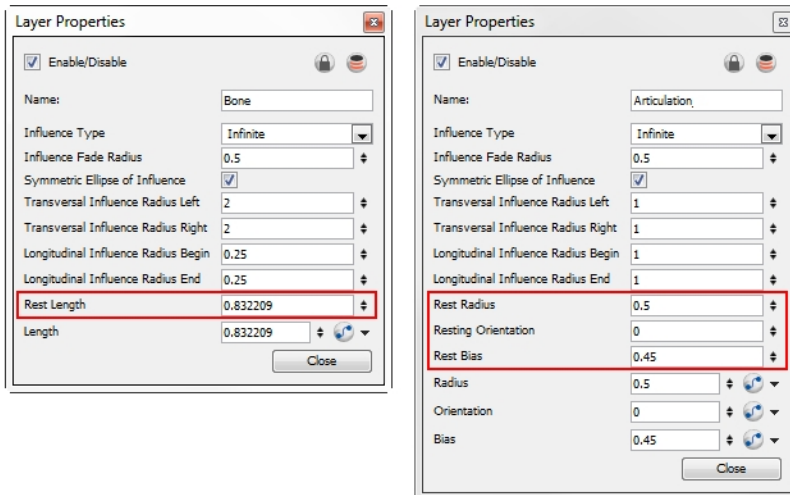 Layer Properties
Enable/Disable
Name: Bone
Influence Type Infinite
Influence Fade Radius 0.5
Symmetric Ellipse of Influence
Transversal Influence Radius Left 2
Transversal Influence Radius Right 2
Longitudinal Influence Radius Begin 0.25
Longitudinal Influence Radius End 0.25
Rest Length 0.832209
Length 0.832209
Close
Layer Properties
Enable/Disable
Name: Articulation
Influence Type Infinite
Influence Fade Radius 0.5
Symmetric Ellipse of Influence
Transversal Influence Radius Left 1
Transversal Influence Radius Right 1
Longitudinal Influence Radius Begin 1
Longitudinal Influence Radius End 1
Rest Radius 0.5
Resting Orientation 0
Rest Bias 0.45
Radius 0.5
Orientation 0
Bias 0.45
Close